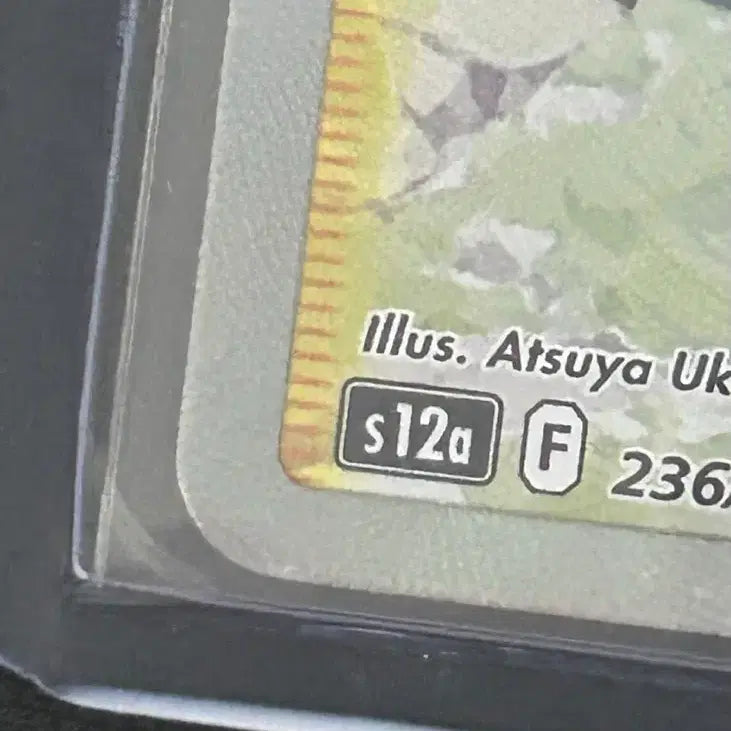 Illus. Atsuya Uk
s12a F 236/